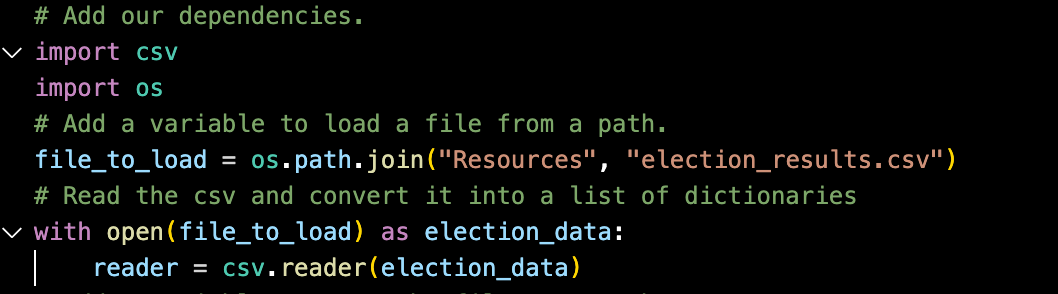 # Add our dependencies.
import csv
import os
# Add a variable to load a file from a path.
file_to_load = os.path.join("Resources", "election_results.csv")
# Read the csv and convert it into a list of dictionaries
with open(file_to_load) as election_data:
    reader = csv.reader(election_data)